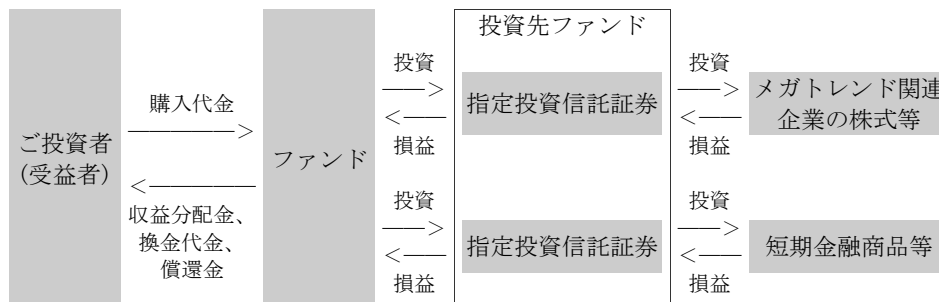 投資先ファンド
ご投資者
(受益者)
購入代金
————>
<————
収益分配金、
換金代金、
償還金
ファンド
投資
——>
<——
損益
指定投資信託証券
投資
——>
<——
損益
メガトレンド関連
企業の株式等
投資
——>
<——
損益
指定投資信託証券
投資
——>
<——
損益
短期金融商品等